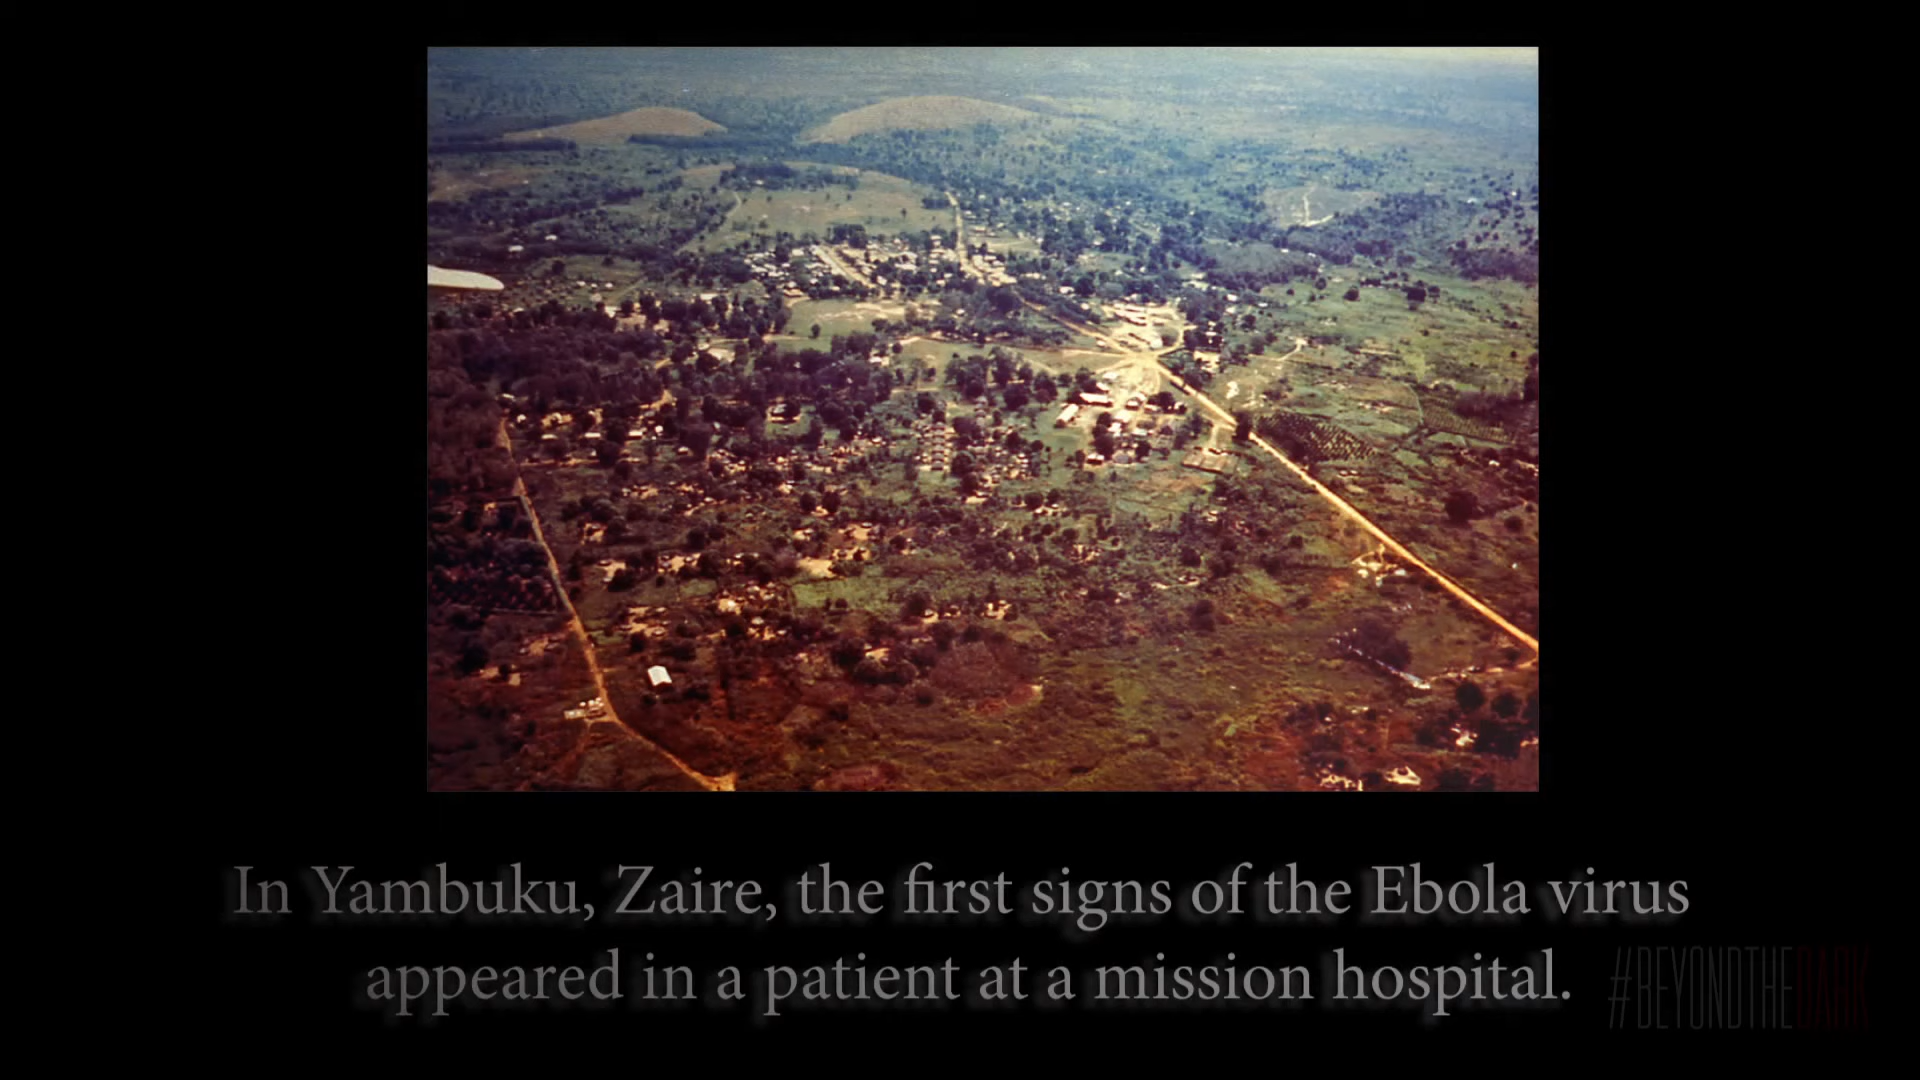 In Yambuku, Zaire, the first signs of the Ebola virus
appeared in a patient at a mission hospital.
#BEYONDTHEDARK